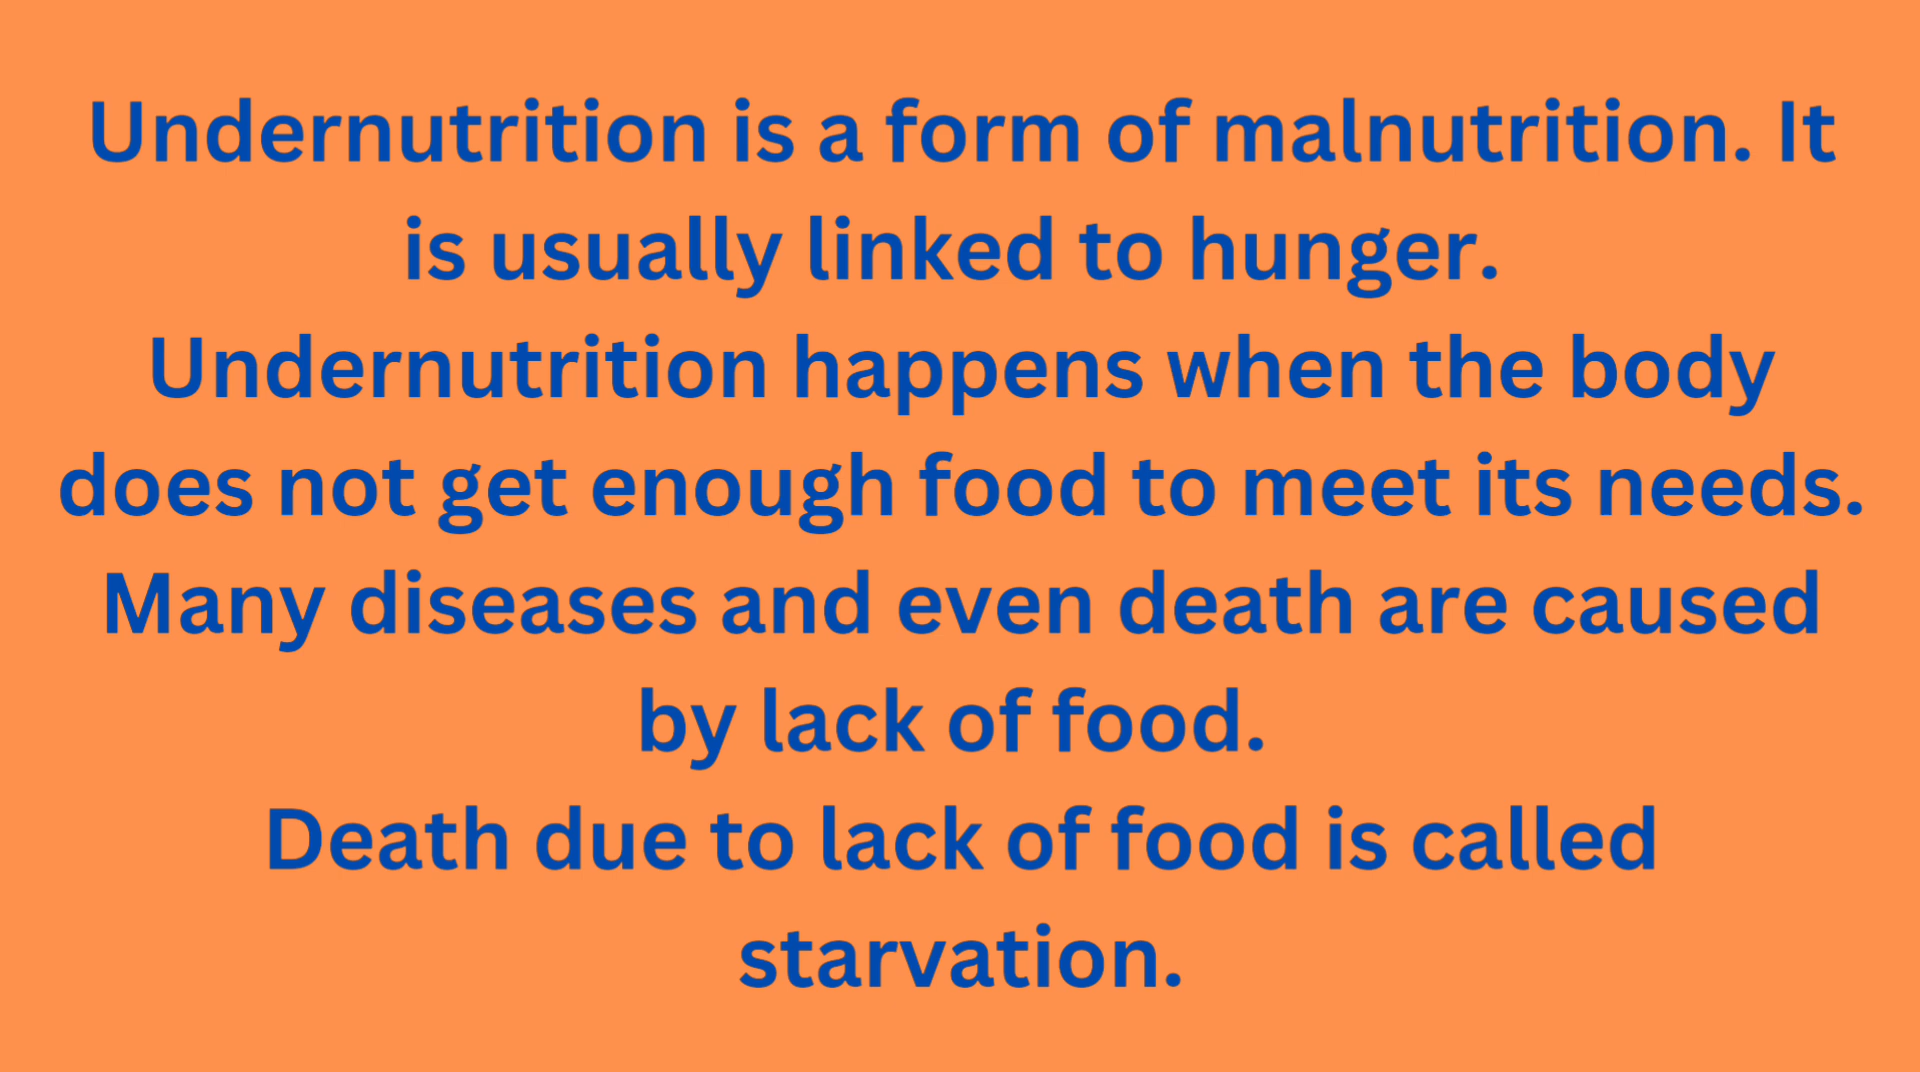 Undernutrition is a form of malnutrition. It
is usually linked to hunger.
Undernutrition happens when the body
does not get enough food to meet its needs.
Many diseases and even death are caused
by lack of food.
Death due to lack of food is called
starvation.